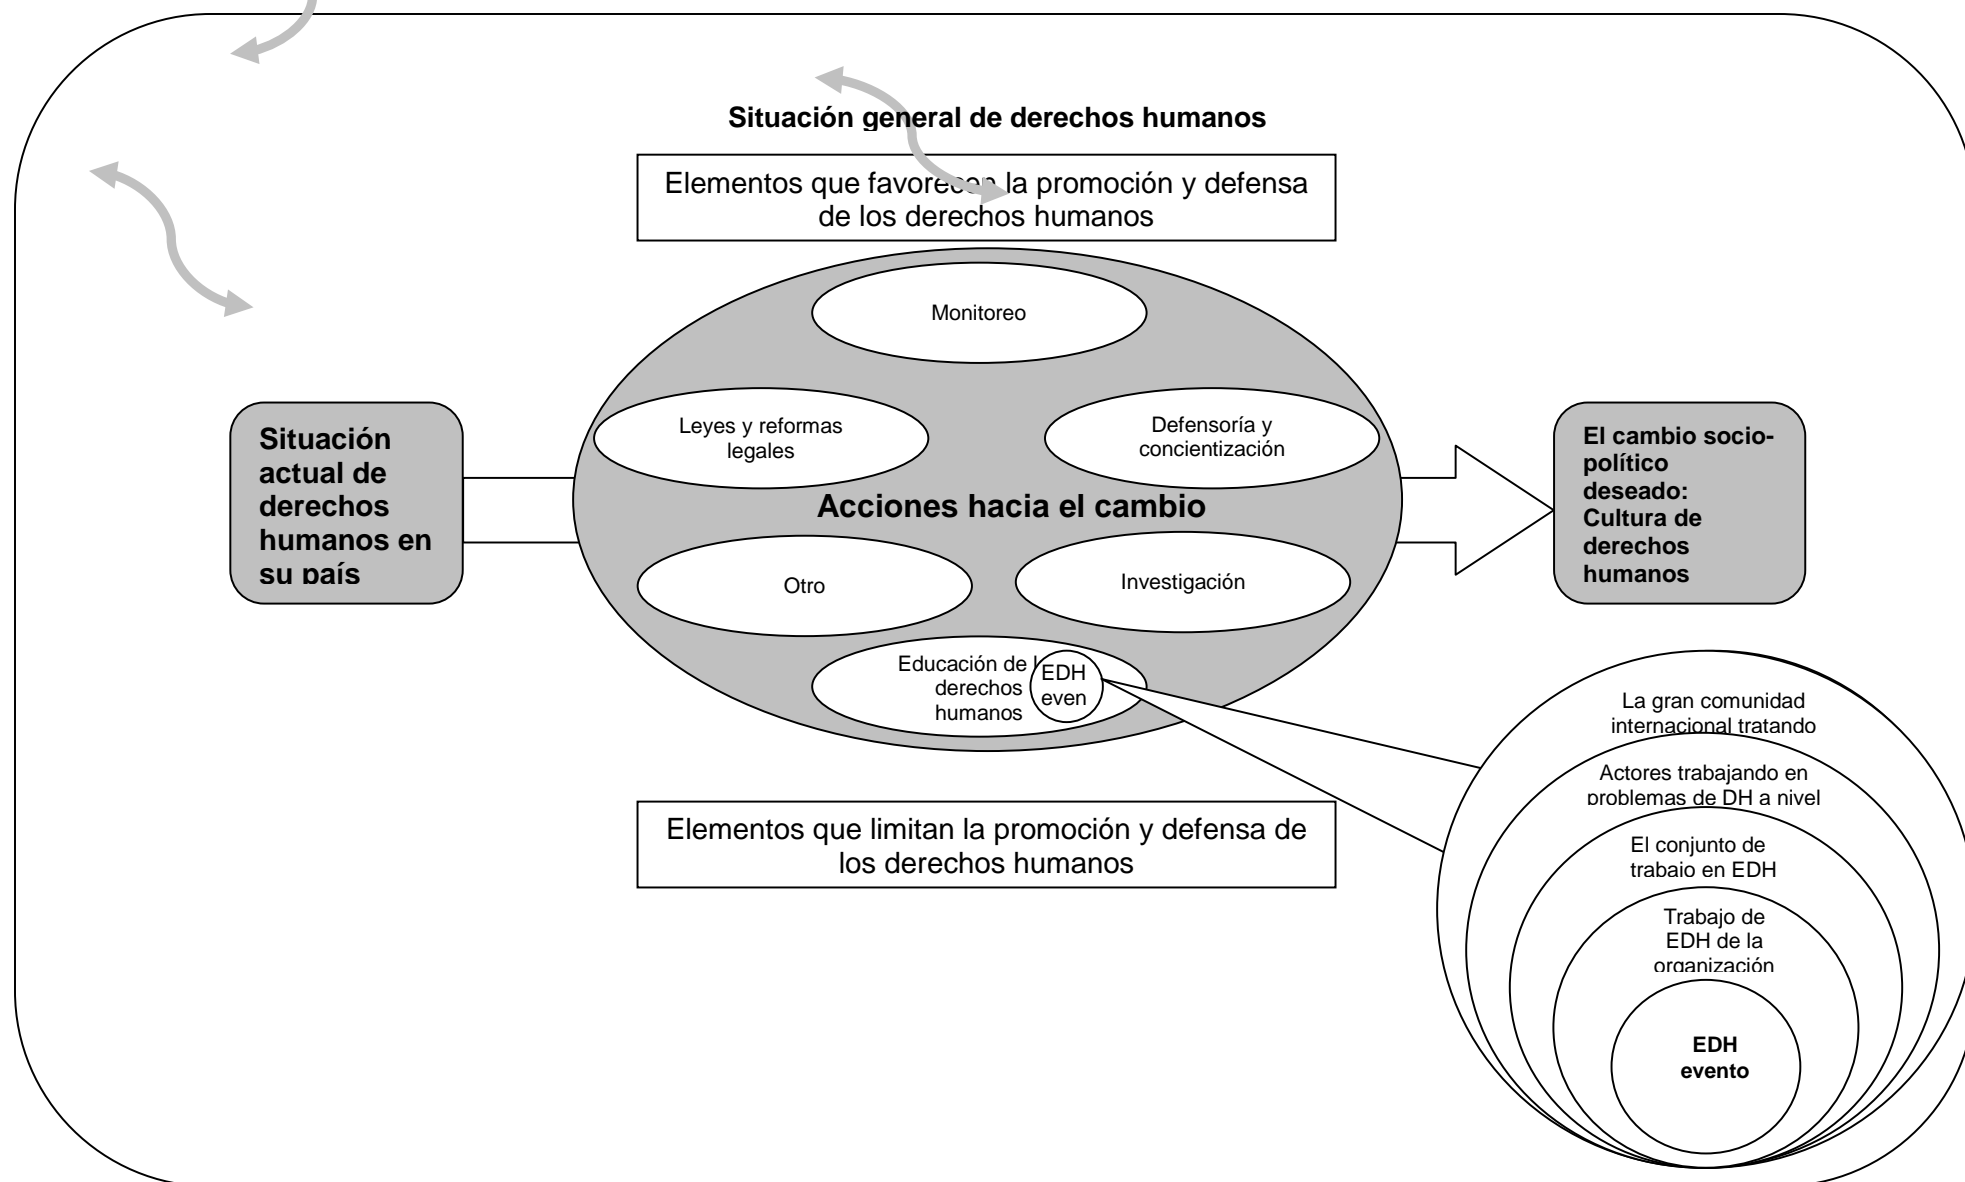 Situación general de derechos humanos
Elementos que favorecen la promoción y defensa
de los derechos humanos
Monitoreo
Leyes y reformas
legales
Defensoría y
concientización
Situación
actual de
derechos
humanos en
su país
Acciones hacia el cambio
El cambio socio-
político
deseado:
Cultura de
derechos
humanos
Otro
Investigación
Educación de
derechos
humanos
EDH
even
Elementos que limitan la promoción y defensa de
los derechos humanos
La gran comunidad
internacional tratando
Actores trabajando en
problemas de DH a nivel
El conjunto de
trabajo en EDH
Trabajo de
EDH de la
organización
EDH
evento